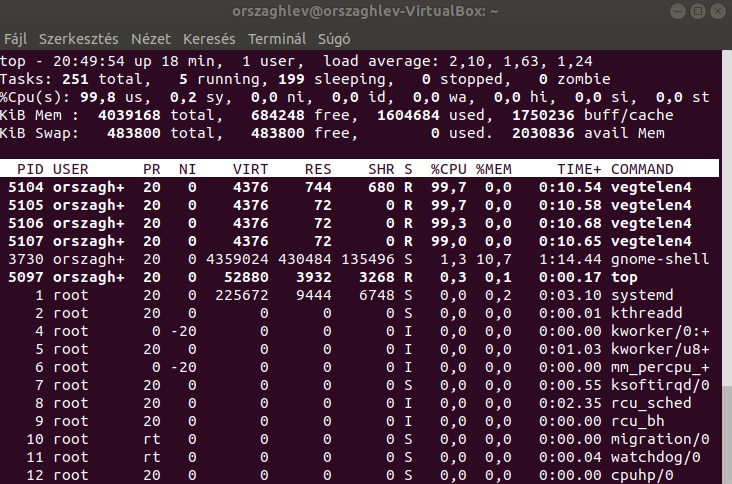 orszaghlev@orszaghlev-VirtualBox: ~
Fájl Szerkesztés Nézet Keresés Terminál Súgó
top - 20:49:54 up 18 min, 1 user, load average: 2,10, 1,63, 1,24
Tasks: 251 total, 5 running, 199 sleeping, 0 stopped, 0 zombie
%Cpu(s): 99,8 us, 0,2 sy, 0,0 ni, 0,0 id, 0,0 wa, 0,0 hi, 0,0 si, 0,0 st
KiB Mem : 4039168 total, 684248 free, 1604684 used, 1750236 buff/cache
KiB Swap: 483800 total, 483800 free, 0 used. 2030836 avail Mem
PID USER PR NI VIRT RES SHR S %CPU %MEM TIME+ COMMAND
5104 orszagh+ 20 0 4376 744 680 R 99,7 0,0 0:10.54 vegtelen4
5105 orszagh+ 20 0 4376 72 0 R 99,7 0,0 0:10.58 vegtelen4
5106 orszagh+ 20 0 4376 72 0 R 99,3 0,0 0:10.68 vegtelen4
5107 orszagh+ 20 0 4376 72 0 R 99,0 0,0 0:10.65 vegtelen4
3730 orszagh+ 20 0 4359024 430484 135496 S 1,3 10,7 1:14.44 gnome-shell
5097 orszagh+ 20 0 52880 3932 3268 R 0,3 0,1 0:00.17 top
1 root 20 0 225672 9444 6748 S 0,0 0,2 0:03.10 systemd
2 root 20 0 0 0 0 S 0,0 0,0 0:00.01 kthreadd
4 root 0 -20 0 0 0 I 0,0 0,0 0:00.00 kworker/0:+
5 root 20 0 0 0 0 I 0,0 0,0 0:01.03 kworker/u8+
6 root 0 -20 0 0 0 I 0,0 0,0 0:00.00 mm_percpu_+
7 root 20 0 0 0 0 S 0,0 0,0 0:00.55 ksoftirqd/0
8 root 20 0 0 0 0 I 0,0 0,0 0:02.35 rcu_sched
9 root 20 0 0 0 0 I 0,0 0,0 0:00.00 rcu_bh
10 root rt 0 0 0 0 S 0,0 0,0 0:00.00 migration/0
11 root rt 0 0 0 0 S 0,0 0,0 0:00.04 watchdog/0
12 root 20 0 0 0 0 S 0,0 0,0 0:00.00 cpuhp/0